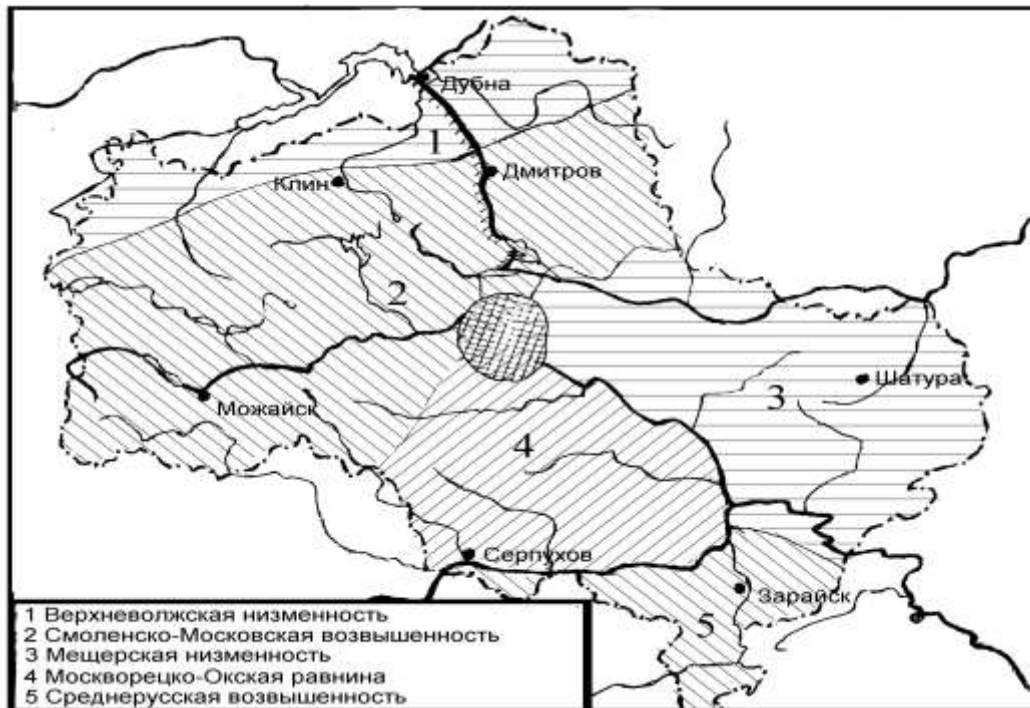 Дубна
1
Дмитров
Клин
2
Шатура
3
Можайск
4
Серпухов
Зарайск
5
1 Верхневолжская низменность
2 Смоленско-Московская возвышенность
3 Мещерская низменность
4 Москворецко-Окская равнина
5 Среднерусская возвышенность